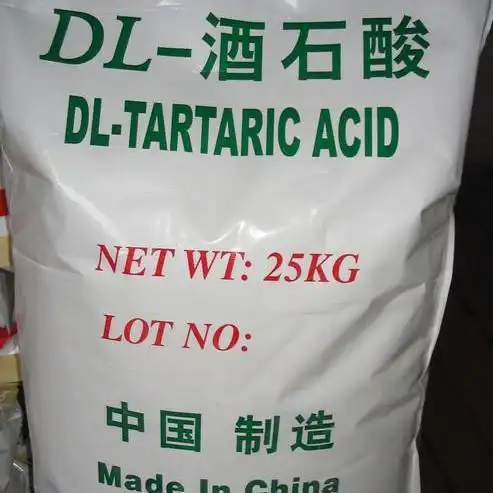 DL-酒石酸
DL-TARTARIC ACID
NET WT: 25KG
LOT NO:
中国 制造
Made In China